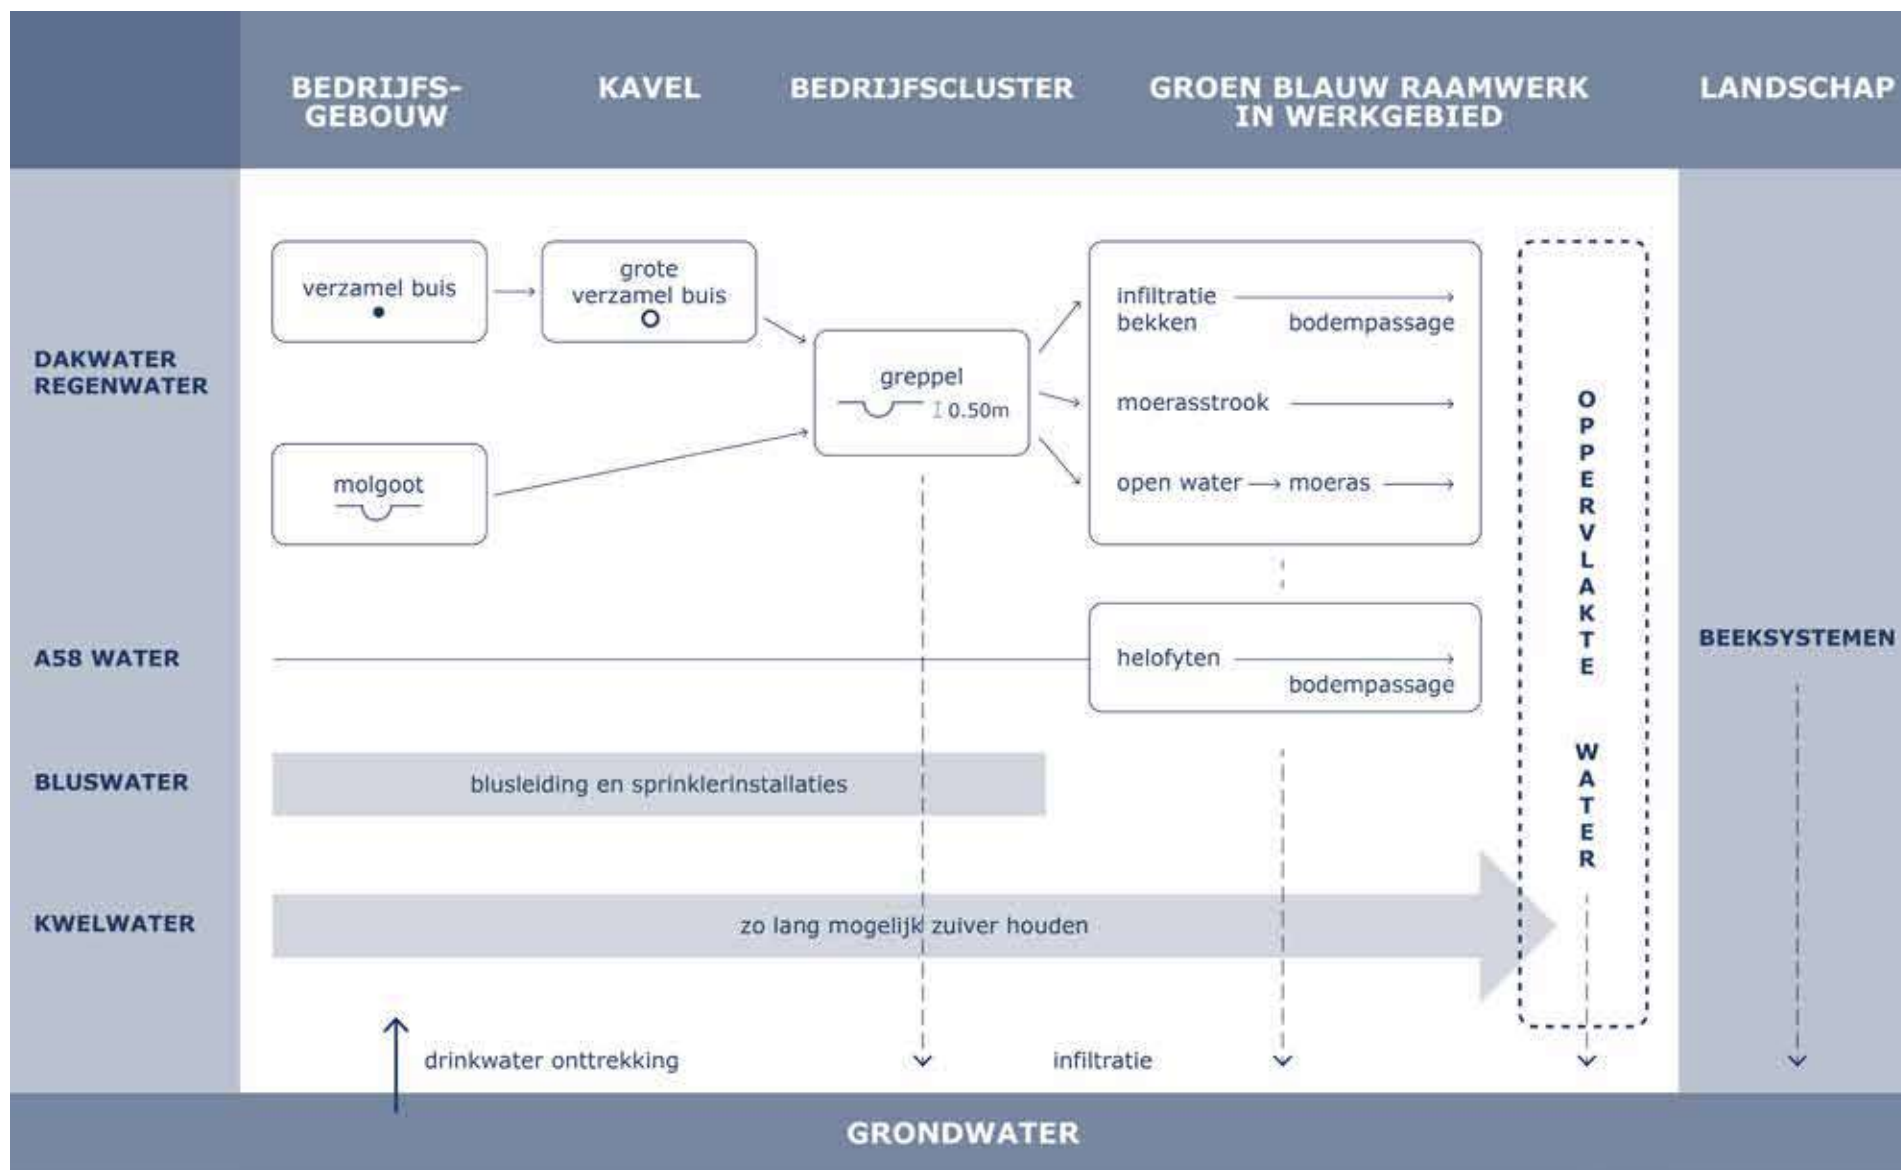 BEDRIJFS-
GEBOUW
KAVEL
BEDRIJFSCLUSTER
GROEN BLAUW RAAMWERK
IN WERKGEBIED
LANDSCHAP
DAKWATER
REGENWATER
verzamel buis
grote
verzamel buis
molgoot
greppel
0.50m
infiltratie
bekken
bodempassage
moerasstrook
open water
moeras
A58 WATER
helofyten
bodempassage
OPPERVLAKTE WATER
BEEKSYSTEMEN
BLUSWATER
blusleiding en sprinklerinstallaties
KWELWATER
zo lang mogelijk zuiver houden
drinkwater onttrekking
infiltratie
GRONDWATER